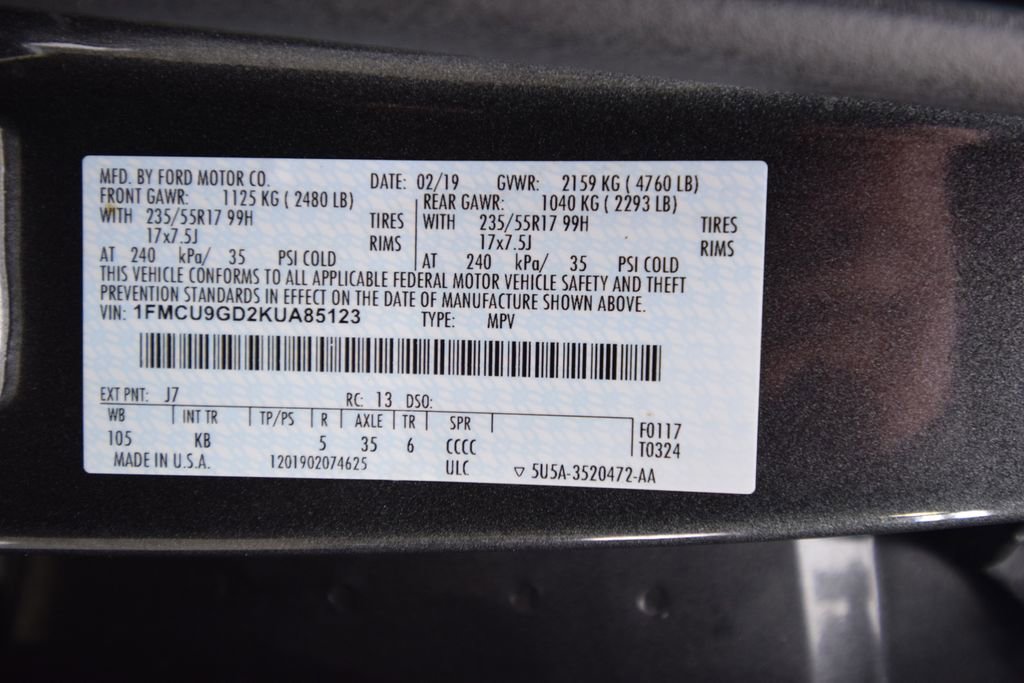 MFD. BY FORD MOTOR CO. DATE: 02/19 GVWR: 2159 KG ( 4760 LB)
FRONT GAWR: 1125 KG ( 2480 LB) REAR GAWR: 1040 KG ( 2293 LB)
WITH 235/55R17 99H TIRES WITH 235/55R17 99H TIRES
17x7.5J RIMS 17x7.5J RIMS
AT 240 kPa/ 35 PSI COLD AT 240 kPa/ 35 PSI COLD
THIS VEHICLE CONFORMS TO ALL APPLICABLE FEDERAL MOTOR VEHICLE SAFETY AND THEFT
PREVENTION STANDARDS IN EFFECT ON THE DATE OF MANUFACTURE SHOWN ABOVE.
VIN: 1FMCU9GD2KUA85123 TYPE: MPV
EXT PNT: J7 RC: 13 DSO:
WB INT TR TP/PS R AXLE TR SPR
105 KB 5 35 6 CCCC F0117
T0324
MADE IN U.S.A. 1201902074625 ULC ▽ 5U5A-3520472-AA